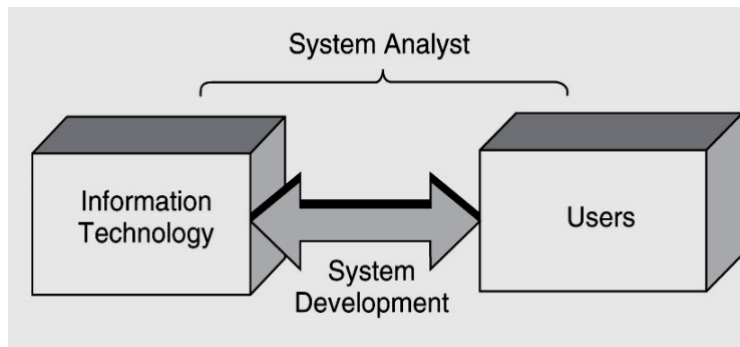 System Analyst
Information
Technology
Users
System
Development